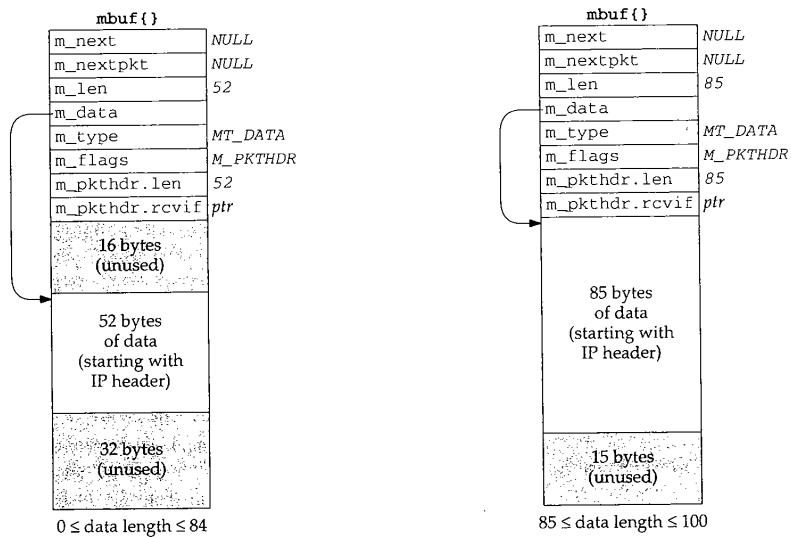 mbuf{}
m_next NULL
m_nextpkt NULL
m_len 52
m_data
m_type MT_DATA
m_flags M_PKTHDR
m_pkthdr.len 52
m_pkthdr.rcvif ptr
16 bytes
(unused)
52 bytes
of data
(starting with
IP header)
32 bytes
(unused)
0 ≤ data length ≤ 84
mbuf{}
m_next NULL
m_nextpkt NULL
m_len 85
m_data
m_type MT_DATA
m_flags M_PKTHDR
m_pkthdr.len 85
m_pkthdr.rcvif ptr
85 bytes
of data
(starting with
IP header)
15 bytes
(unused)
85 ≤ data length ≤ 100